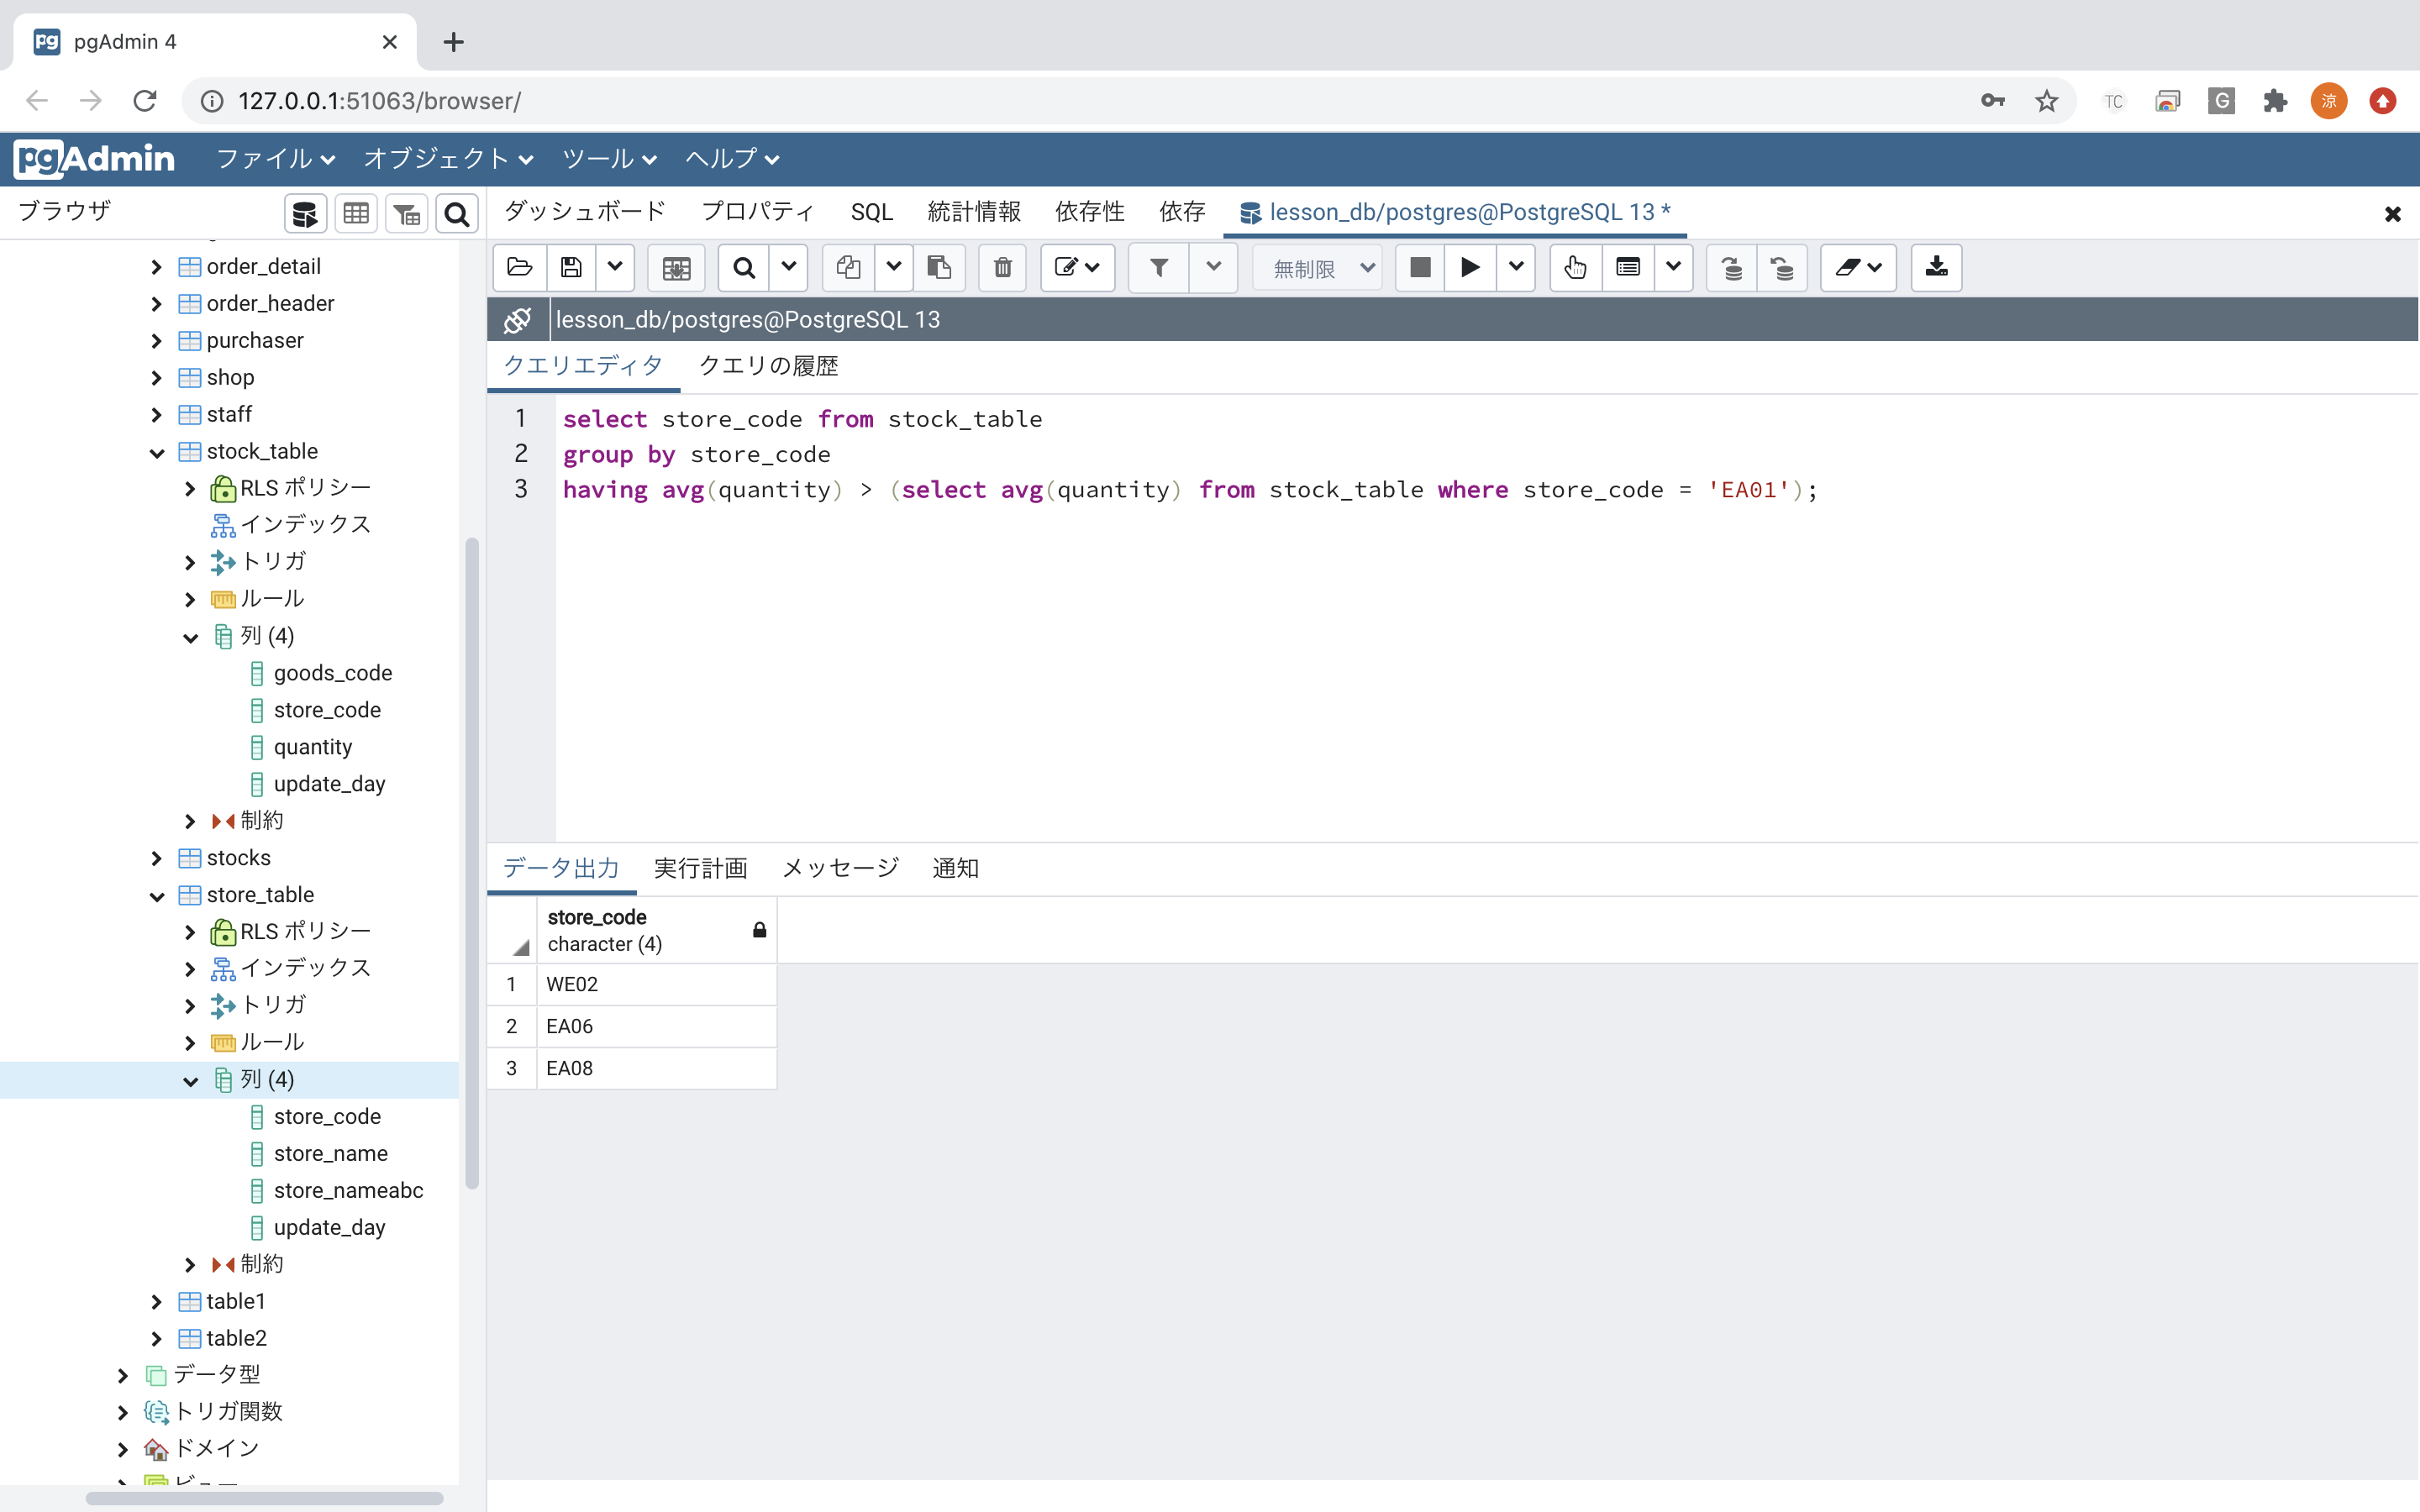 pgAdmin 4
127.0.0.1:51063/browser/
TC
G
涼
pgAdmin
ファイル
オブジェクト
ツール
ヘルプ
ブラウザ
ダッシュボード
プロパティ
SQL
統計情報
依存性
依存
lesson_db/postgres@PostgreSQL 13 *
order_detail
order_header
purchaser
shop
staff
stock_table
RLS ポリシー
インデックス
トリガ
ルール
列 (4)
goods_code
store_code
quantity
update_day
制約
stocks
store_table
RLS ポリシー
インデックス
トリガ
ルール
列 (4)
store_code
store_name
store_nameabc
update_day
制約
table1
table2
データ型
トリガ関数
ドメイン
無制限
lesson_db/postgres@PostgreSQL 13
クエリエディタ
クエリの履歴
1 select store_code from stock_table
2 group by store_code
3 having avg(quantity) > (select avg(quantity) from stock_table where store_code = 'EA01');
データ出力
実行計画
メッセージ
通知
store_code
character (4)
1 WE02
2 EA06
3 EA08